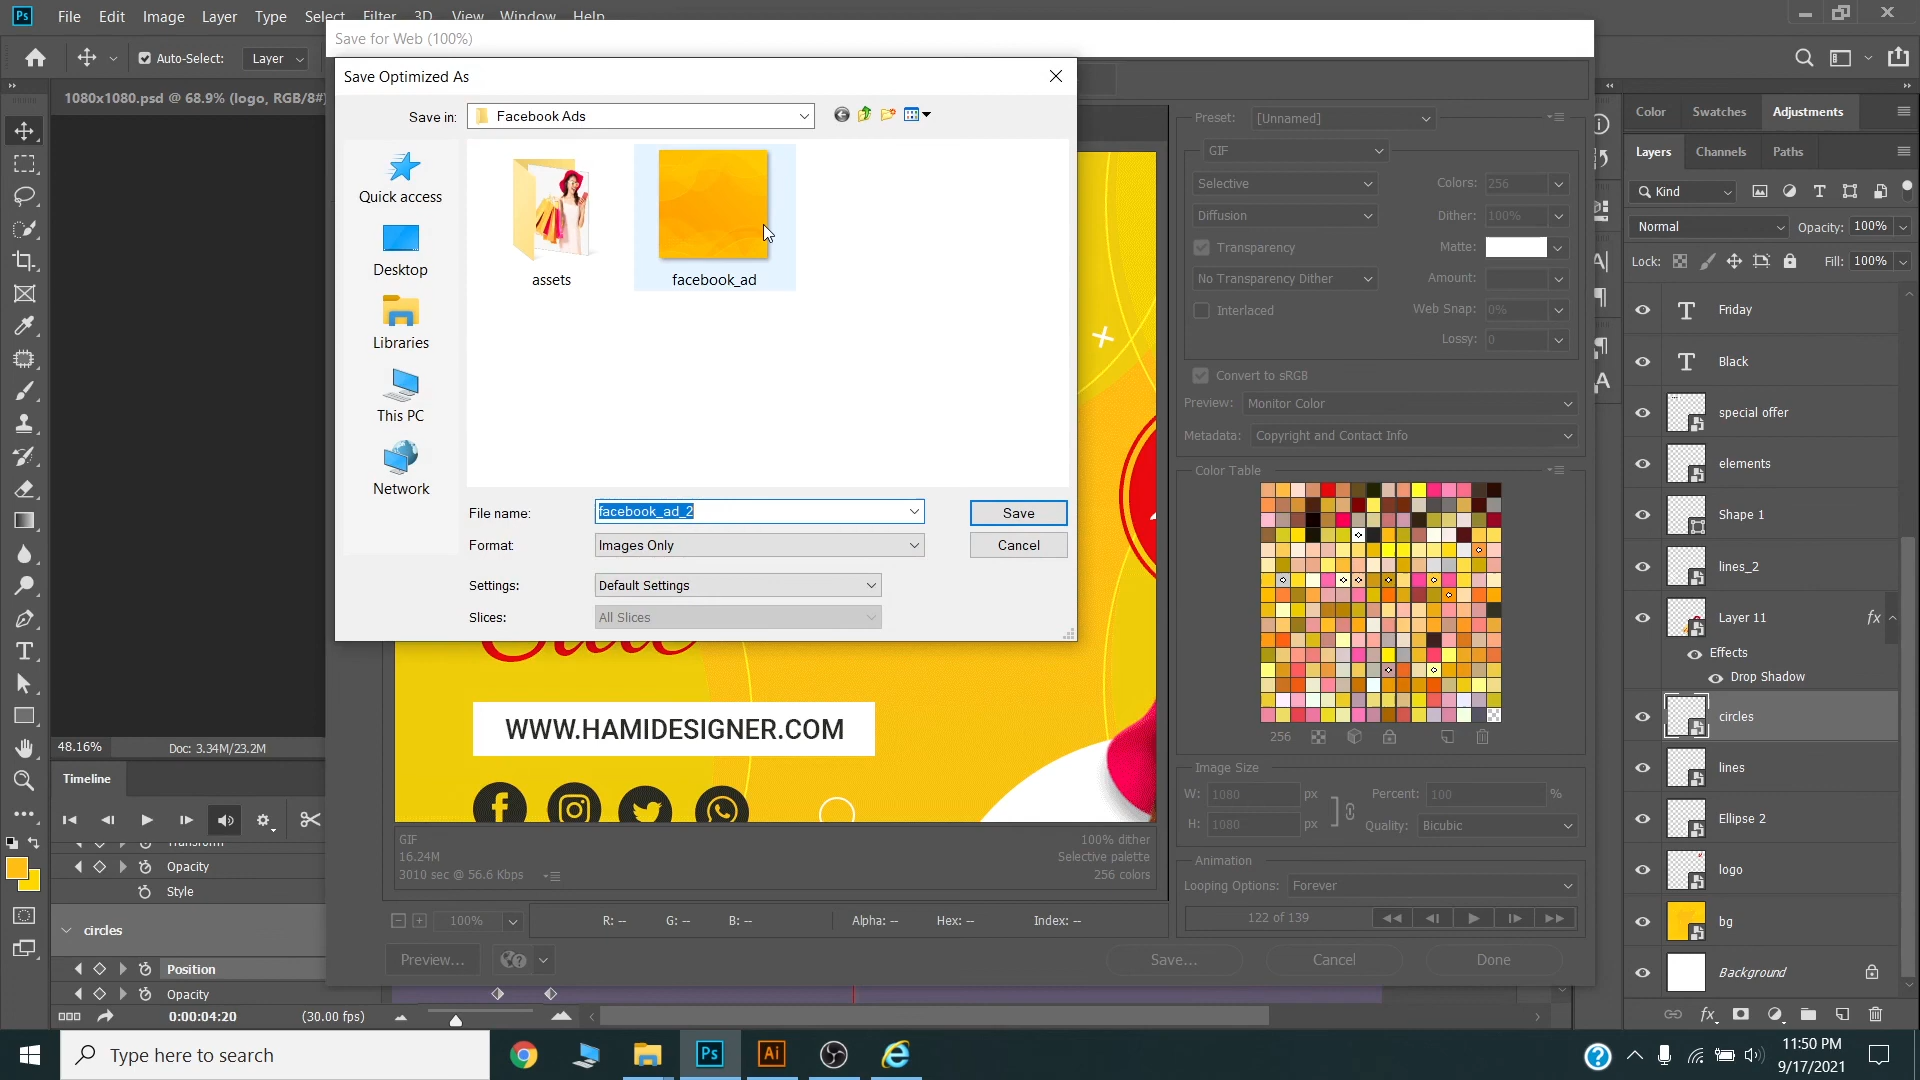 Ps File Edit Image Layer Type Select Filter 3D View Window Help
Save for Web (100%)
Auto-Select: Layer
1080x1080.psd @ 68.9% (logo, RGB/8#)
Save Optimized As
Save in: Facebook Ads
Quick access
Desktop
Libraries
This PC
Network
assets
facebook_ad
File name: facebook_ad_2
Save
Format: Images Only
Cancel
Settings: Default Settings
Slices: All Slices
WWW.HAMIDESIGNER.COM
GIF
16.24M
3010 sec @ 56.6 Kbps
100% dither
Selective palette
256 colors
100% R: -- G: -- B: -- Alpha: -- Hex: -- Index: --
Preview...
Save... Cancel Done
Preset: [Unnamed]
GIF
Selective Colors: 256
Diffusion Dither: 100%
Transparency Matte:
No Transparency Dither Amount:
Interlaced Web Snap: 0%
Lossy: 0
Convert to sRGB
Preview: Monitor Color
Metadata: Copyright and Contact Info
Color Table
256
Image Size
W: 1080 px Percent: 100 %
H: 1080 px Quality: Bicubic
Animation
Looping Options: Forever
122 of 139
Color Swatches Adjustments
Layers Channels Paths
Kind
Normal Opacity: 100%
Lock: Fill: 100%
Friday
Black
special offer
elements
Shape 1
lines_2
Layer 11 fx
Effects
Drop Shadow
circles
lines
Ellipse 2
logo
bg
Background
48.16% Doc: 3.34M/23.2M
Timeline
Transform
Opacity
Style
circles
Position
Opacity
0:00:04:20 (30.00 fps)
Type here to search
Ps
Ai
11:50 PM
9/17/2021